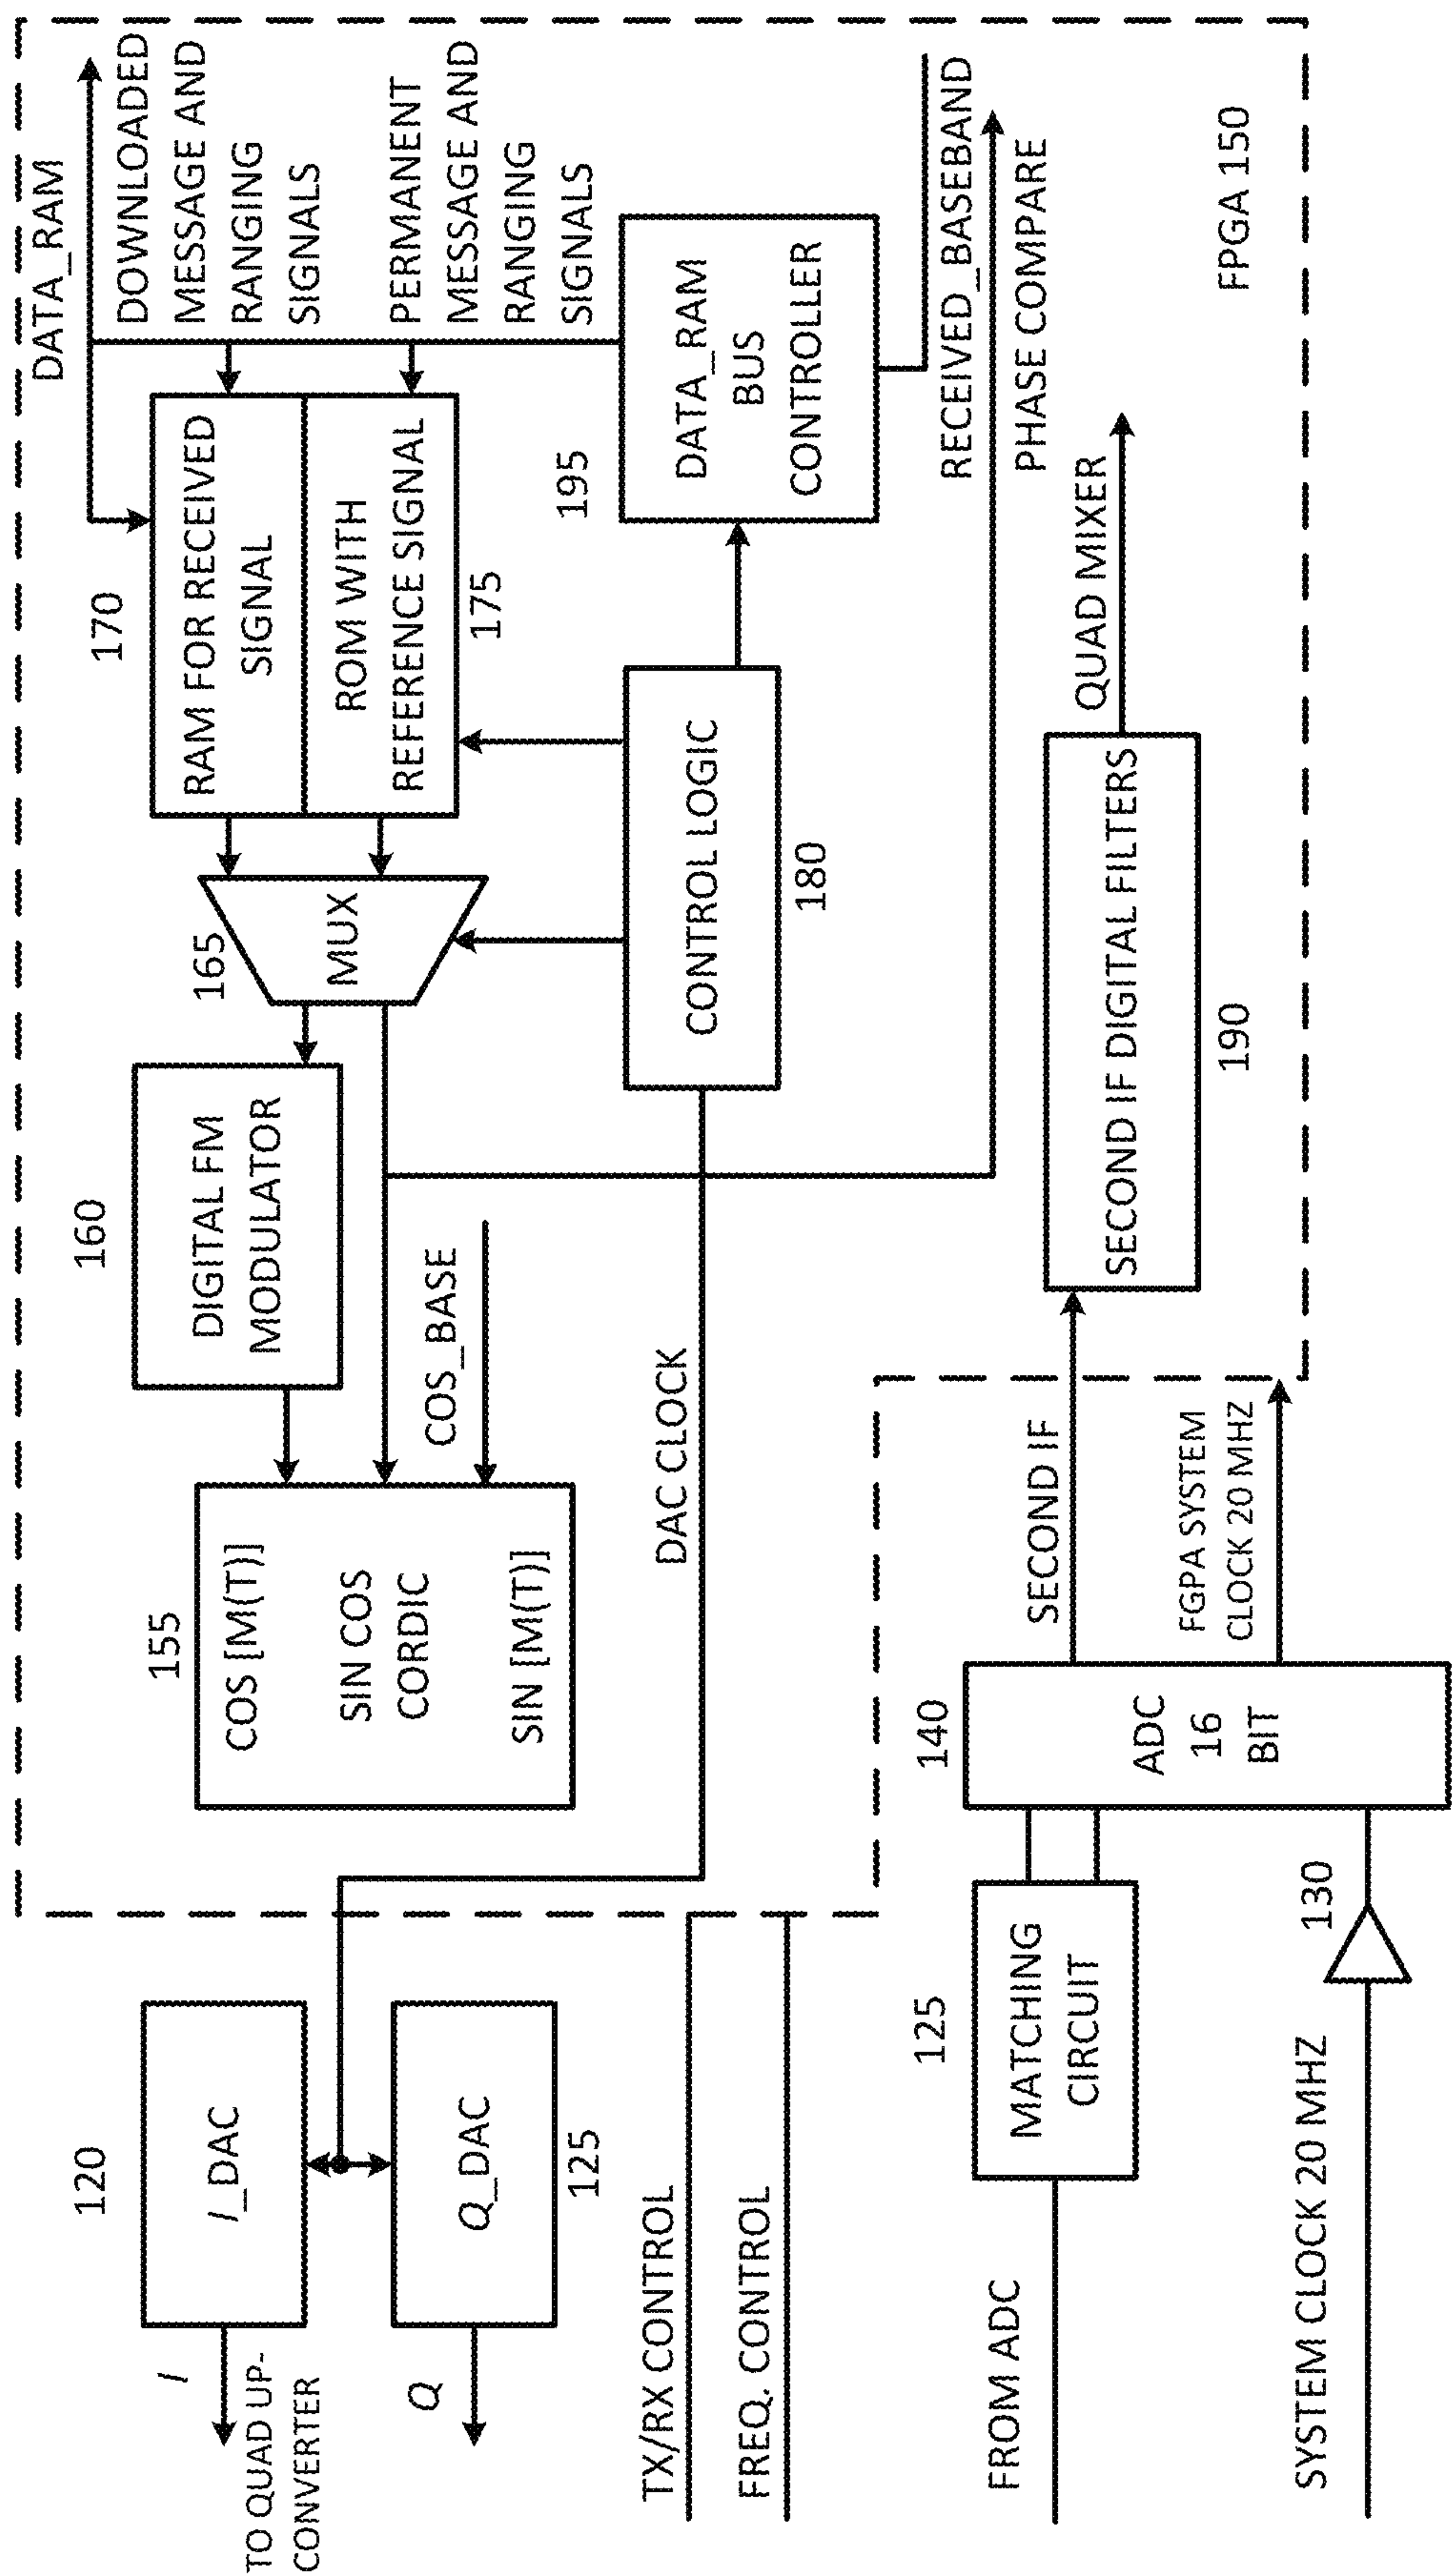 120
I_DAC
I
TO QUAD UP-
CONVERTER
Q_DAC
125
Q
TX/RX CONTROL
FREQ. CONTROL
155
COS [M(T)]
SIN COS
CORDIC
SIN [M(T)]
160
DIGITAL FM
MODULATOR
COS_BASE
DAC CLOCK
165
MUX
170
RAM FOR RECEIVED
SIGNAL
ROM WITH
REFERENCE SIGNAL
175
CONTROL LOGIC
180
DATA_RAM
DOWNLOADED
MESSAGE AND
RANGING
SIGNALS
PERMANENT
MESSAGE AND
RANGING
SIGNALS
195
DATA_RAM
BUS
CONTROLLER
RECEIVED_BASEBAND
PHASE COMPARE
FROM ADC
125
MATCHING
CIRCUIT
SYSTEM CLOCK 20 MHZ
130
140
ADC
16
BIT
SECOND IF
FGPA SYSTEM
CLOCK 20 MHZ
SECOND IF DIGITAL FILTERS
190
QUAD MIXER
FPGA 150